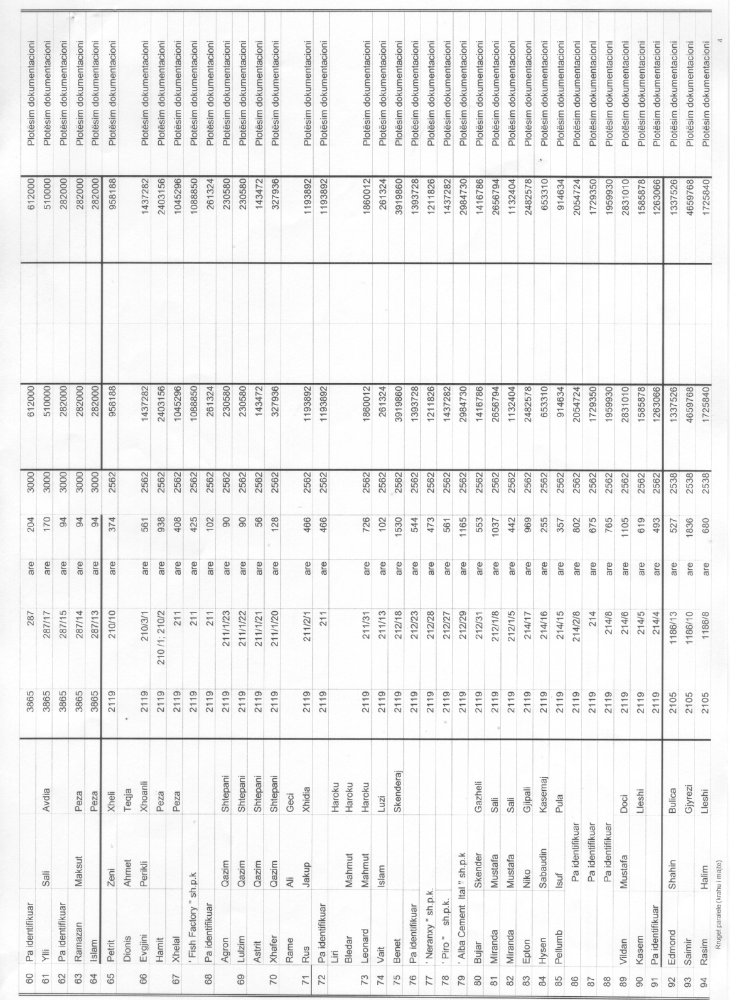 60 Pa identifikuar 3865 287 are 204 3000 612000 612000 Plotësim dokumentacioni
61 Ylli Sali Avdia 3865 287/17 are 170 3000 510000 510000 Plotësim dokumentacioni
62 Pa identifikuar 3865 287/15 are 94 3000 282000 282000 Plotësim dokumentacioni
63 Ramazan Maksut Peza 3865 287/14 are 94 3000 282000 282000 Plotësim dokumentacioni
64 Islam Peza 3865 287/13 are 94 3000 282000 282000 Plotësim dokumentacioni
65 Petrit Zeni Xheli 2119 210/10 are 374 2562 958188 958188 Plotësim dokumentacioni
Dionis Ahmet Teqja
66 Evgjini Perikli Xhoanli 2119 210/3/1 are 561 2562 1437282 1437282 Plotësim dokumentacioni
Hamit Peza 2119 210 /1; 210/2 are 938 2562 2403156 2403156 Plotësim dokumentacioni
67 Xhelal Peza 2119 211 are 408 2562 1045296 1045296 Plotësim dokumentacioni
' Fish Factory " sh.p.k 2119 211 are 425 2562 1088850 1088850 Plotësim dokumentacioni
68 Pa identifikuar 2119 211 are 102 2562 261324 261324 Plotësim dokumentacioni
Agron Qazim Shtepani 2119 211/1/23 are 90 2562 230580 230580 Plotësim dokumentacioni
69 Lulzim Qazim Shtepani 2119 211/1/22 are 90 2562 230580 230580 Plotësim dokumentacioni
Astrit Qazim Shtepani 2119 211/1/21 are 56 2562 143472 143472 Plotësim dokumentacioni
70 Xhafer Qazim Shtepani 2119 211/1/20 are 128 2562 327936 327936 Plotësim dokumentacioni
Rame Ali Geci
71 Rus Jakup Xhidia 2119 211/2/1 are 466 2562 1193892 1193892 Plotësim dokumentacioni
72 Pa identifikuar 2119 211 are 466 2562 1193892 1193892 Plotësim dokumentacioni
Liri Haroku
Bledar Mahmut Haroku
73 Leonard Mahmut Haroku 2119 211/31 are 726 2562 1860012 1860012 Plotësim dokumentacioni
74 Vait Islam Luzi 2119 211/13 are 102 2562 261324 261324 Plotësim dokumentacioni
75 Benet Skenderaj 2119 212/18 are 1530 2562 3919860 3919860 Plotësim dokumentacioni
76 Pa identifikuar 2119 212/23 are 544 2562 1393728 1393728 Plotësim dokumentacioni
77 ' Neranxy " sh.p.k. 2119 212/28 are 473 2562 1211826 1211826 Plotësim dokumentacioni
78 ' Piro " sh.p.k. 2119 212/27 are 561 2562 1437282 1437282 Plotësim dokumentacioni
79 ' Alba Cement Ital " sh.p.k 2119 212/29 are 1165 2562 2984730 2984730 Plotësim dokumentacioni
80 Bujar Skender Gazheli 2119 212/31 are 553 2562 1416786 1416786 Plotësim dokumentacioni
81 Miranda Mustafa Sali 2119 212/1/8 are 1037 2562 2656794 2656794 Plotësim dokumentacioni
82 Miranda Mustafa Sali 2119 212/1/5 are 442 2562 1132404 1132404 Plotësim dokumentacioni
83 Epton Niko Gjipali 2119 214/17 are 969 2562 2482578 2482578 Plotësim dokumentacioni
84 Hysen Sabaudin Kasemaj 2119 214/16 are 255 2562 653310 653310 Plotësim dokumentacioni
85 Pellumb Isuf Pula 2119 214/15 are 357 2562 914634 914634 Plotësim dokumentacioni
86 Pa identifikuar 2119 214/2/8 are 802 2562 2054724 2054724 Plotësim dokumentacioni
87 Pa identifikuar 2119 214 are 675 2562 1729350 1729350 Plotësim dokumentacioni
88 Pa identifikuar 2119 214/8 are 765 2562 1959930 1959930 Plotësim dokumentacioni
89 Vildan Mustafa Doci 2119 214/6 are 1105 2562 2831010 2831010 Plotësim dokumentacioni
90 Kasem Lleshi 2119 214/5 are 619 2562 1585878 1585878 Plotësim dokumentacioni
91 Pa identifikuar 2119 214/4 are 493 2562 1263066 1263066 Plotësim dokumentacioni
92 Edmond Shahin Bulica 2105 1186/13 are 527 2538 1337526 1337526 Plotësim dokumentacioni
93 Saimir Gjyrezi 2105 1186/10 are 1836 2538 4659768 4659768 Plotësim dokumentacioni
94 Rasim Halim Lleshi 2105 1186/8 are 680 2538 1725840 1725840 Plotësim dokumentacioni
Rruget paralele (krahu i majte) 4